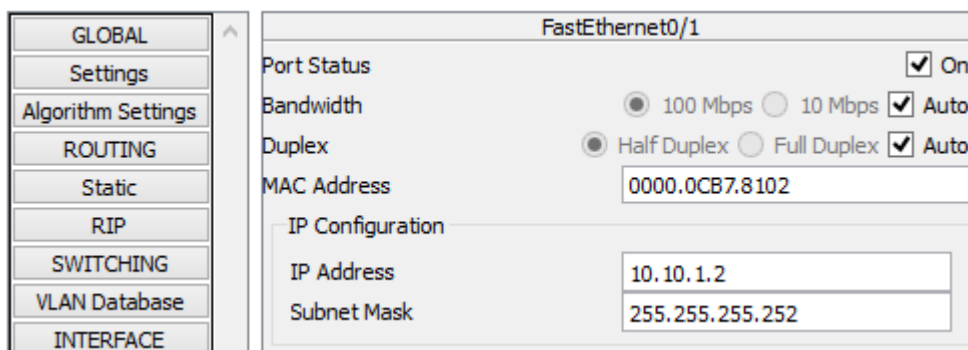 GLOBAL
Settings
Algorithm Settings
ROUTING
Static
RIP
SWITCHING
VLAN Database
INTERFACE
FastEthernet0/1
Port Status On
Bandwidth 100 Mbps 10 Mbps Auto
Duplex Half Duplex Full Duplex Auto
MAC Address 0000.0CB7.8102
IP Configuration
IP Address 10.10.1.2
Subnet Mask 255.255.255.252